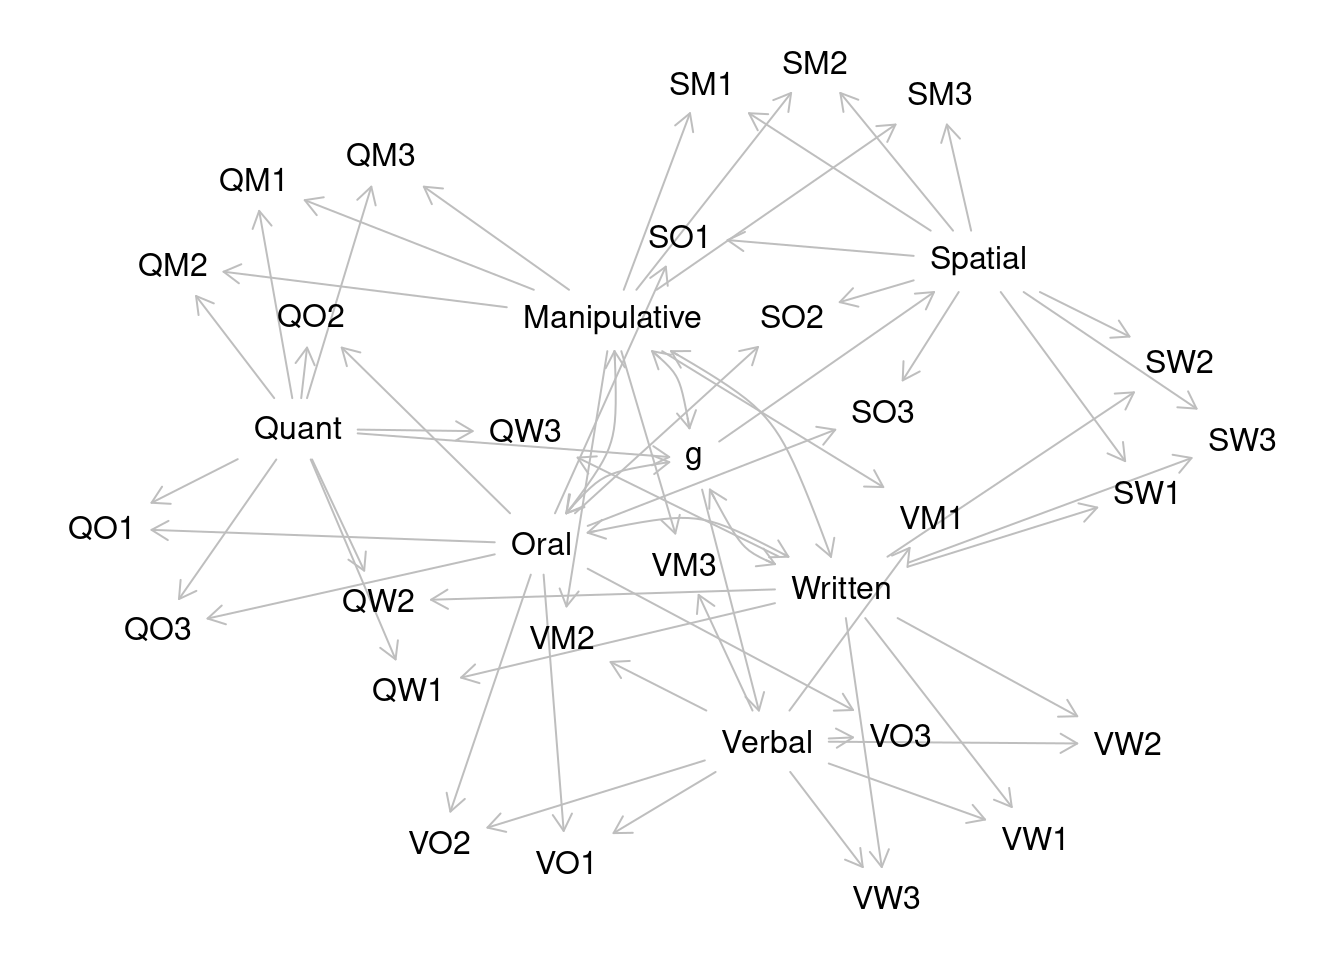 SM2
SM1
SM3
QM3
QM1
SO1
Spatial
QM2
QO2
Manipulative
SO2
SW2
SO3
Quant
QW3
SW3
g
SW1
VM1
QO1
Oral
VM3
Written
QW2
QO3
VM2
QW1
VO3
Verbal
VW2
VW1
VO2
VO1
VW3